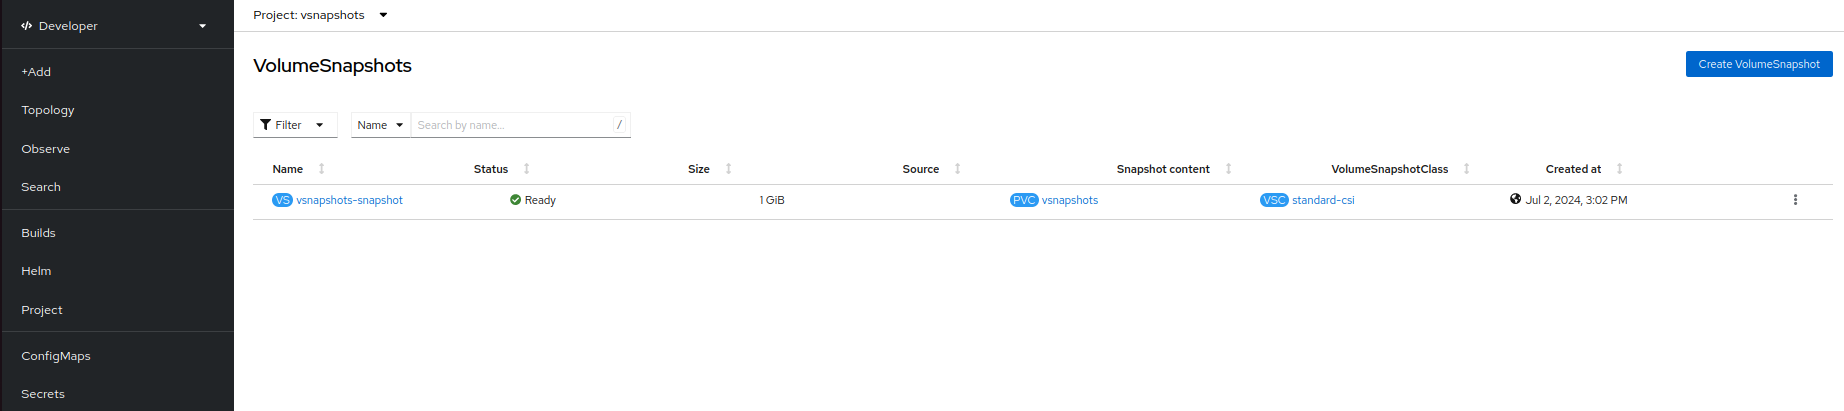 Developer
+Add
Topology
Observe
Search
Builds
Helm
Project
ConfigMaps
Secrets
Project: vsnapshots
VolumeSnapshots
Create VolumeSnapshot
Filter Name Search by name... /
Name Status Size Source Snapshot content VolumeSnapshotClass Created at
VS vsnapshots-snapshot Ready 1 GiB PVC vsnapshots VSC standard-csi Jul 2, 2024, 3:02 PM